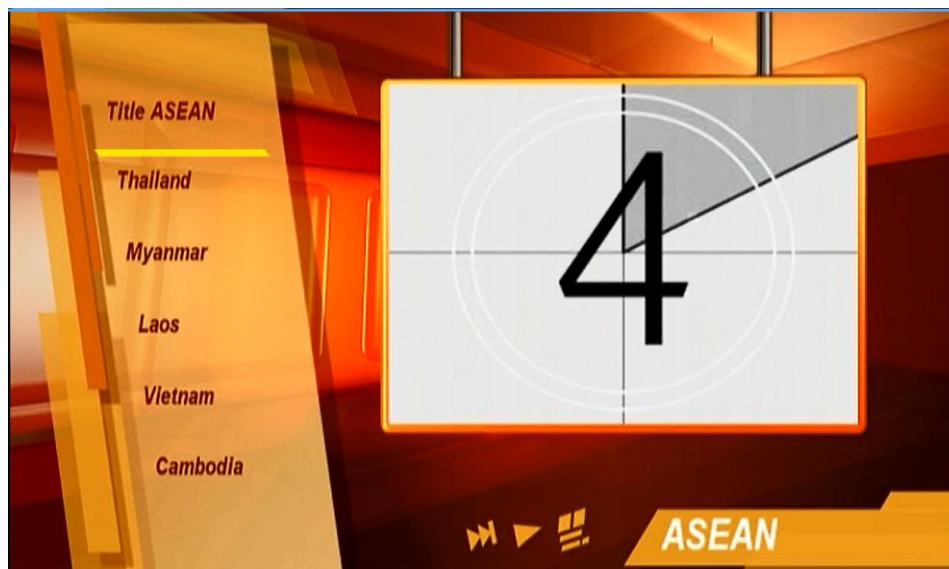 Title ASEAN
Thailand
Myanmar
Laos
Vietnam
Cambodia
4
ASEAN